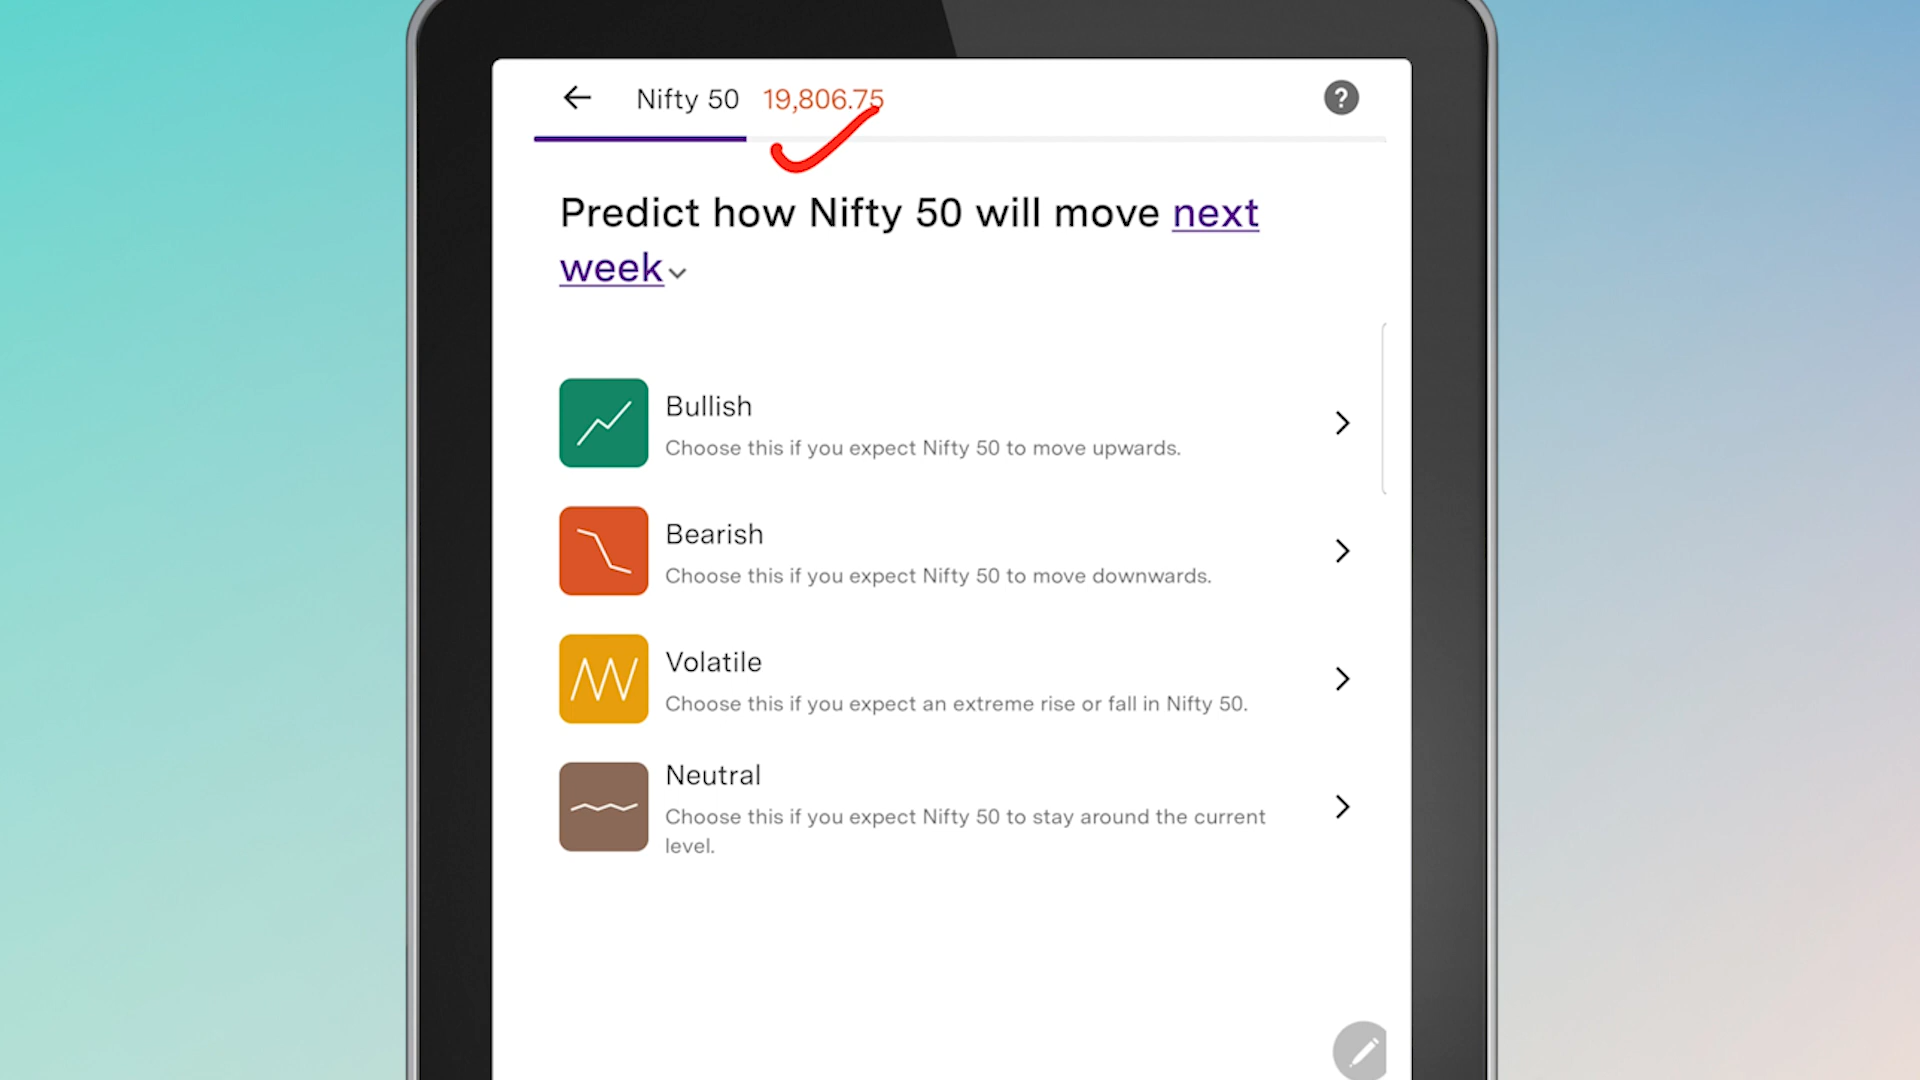 Nifty 50 19,806.75 ?
Predict how Nifty 50 will move next
week
Bullish
Choose this if you expect Nifty 50 to move upwards.
Bearish
Choose this if you expect Nifty 50 to move downwards.
Volatile
Choose this if you expect an extreme rise or fall in Nifty 50.
Neutral
Choose this if you expect Nifty 50 to stay around the current
level.